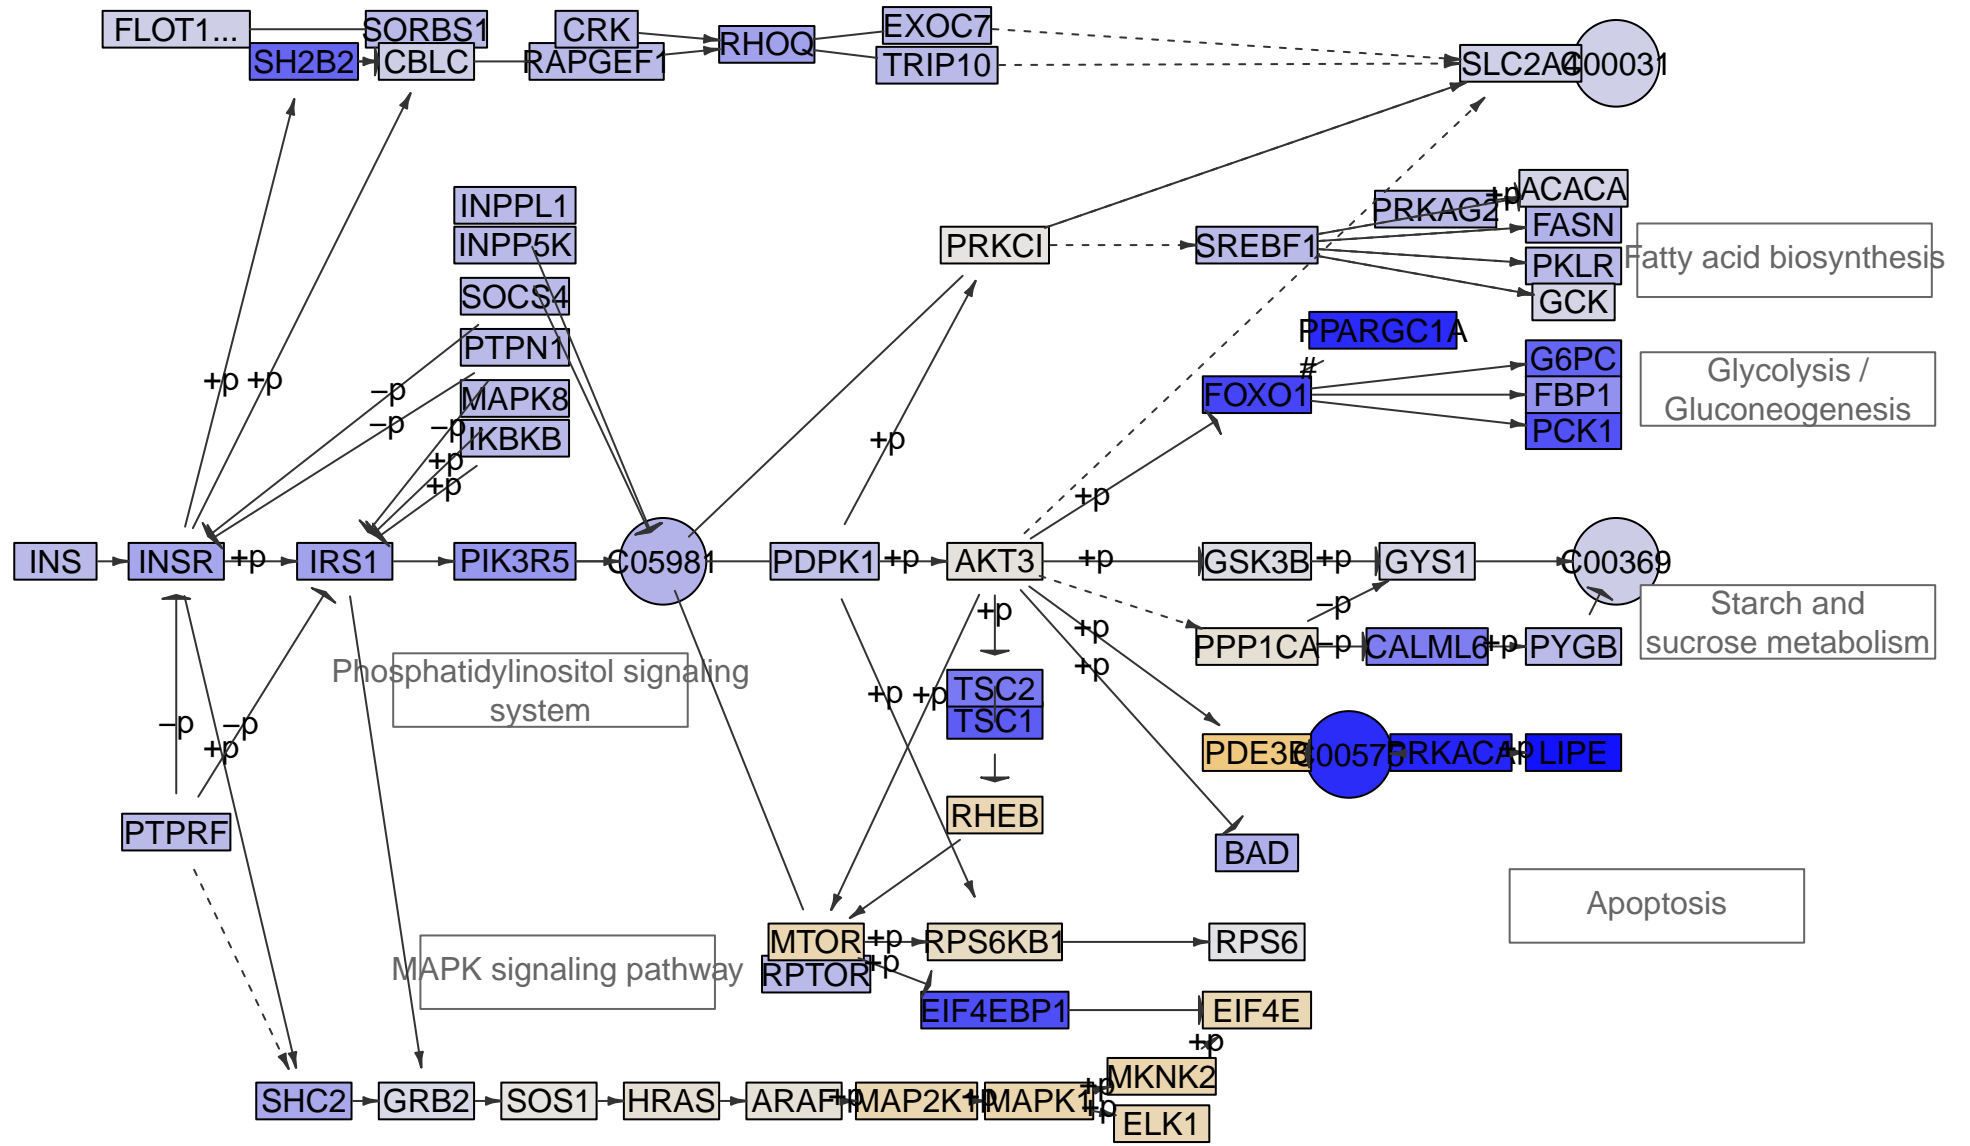 FLOT1...
SORBS1
CRK
EXOC7
RHOQ
SH2B2
CBLC
RAPGEF1
TRIP10
SLC2A4
C00031
INPPL1
PRKAG2
+p
ACACA
INPP5K
PRKCI
SREBF1
FASN
PKLR
Fatty acid biosynthesis
SOCS4
GCK
PTPN1
PPARGC1A
#
G6PC
Glycolysis /
Gluconeogenesis
+p
+p
−p
MAPK8
FOXO1
FBP1
−p
−p
IKBKB
+p
PCK1
+p
+p
+p
INS
INSR
+p
IRS1
PIK3R5
C05981
PDPK1
+p
AKT3
+p
GSK3B
+p
GYS1
C00369
+p
+p
−p
Starch and
sucrose metabolism
PPP1CA
−p
CALML6
+p
PYGB
+p
Phosphatidylinositol signaling
system
−p
+p
−p
+p
+p
TSC2
TSC1
PDE3B
C00575
PRKACA
+p
LIPE
RHEB
PTPRF
BAD
Apoptosis
MTOR
+p
RPS6KB1
RPS6
MAPK signaling pathway
RPTOR
+p
EIF4EBP1
EIF4E
+p
MKNK2
SHC2
GRB2
SOS1
HRAS
ARAF
+p
MAP2K1
+p
MAPK1
+p
+p
ELK1